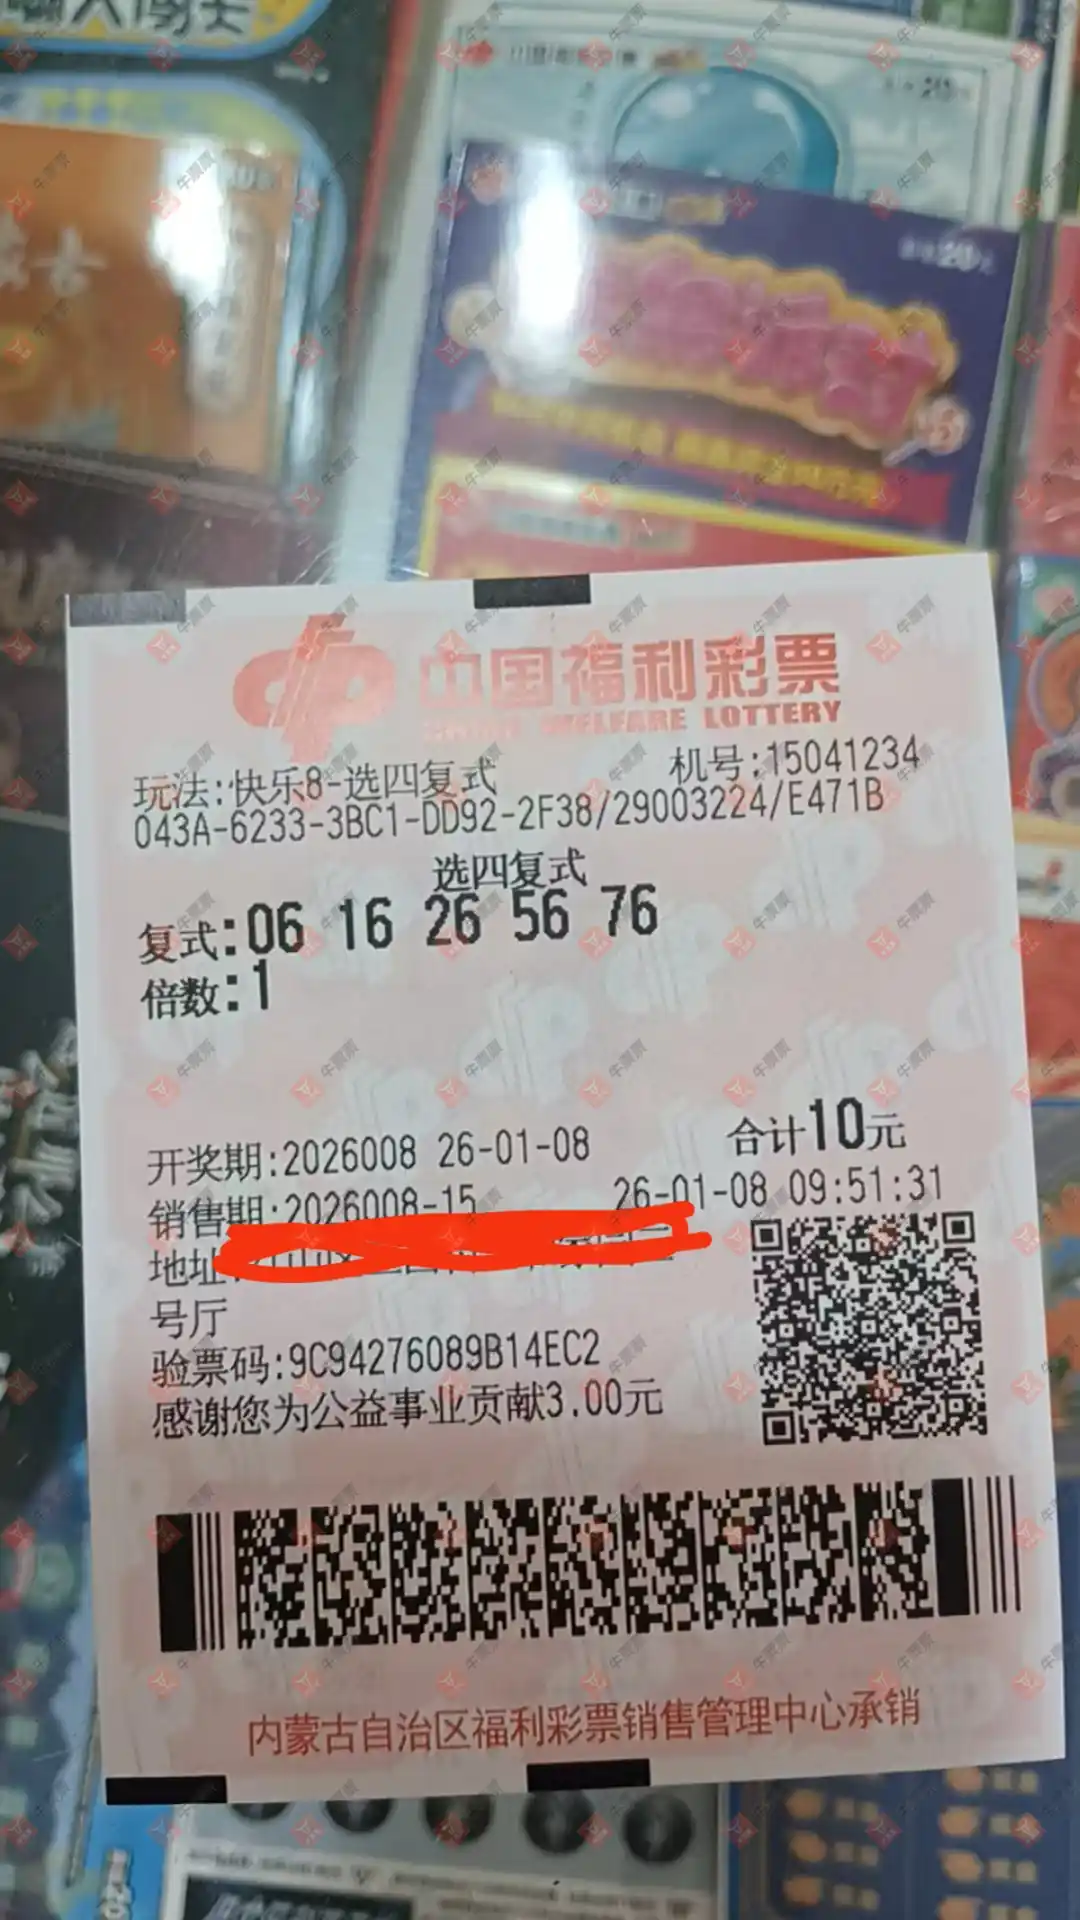 中国福利彩票
CHINA WELFARE LOTTERY
玩法:快乐8-选四复式 机号:15041234
043A-6233-3BC1-DD92-2F38/29003224/E471B
选四复式
复式:06 16 26 56 76
倍数:1
开奖期:2026008 26-01-08 合计10元
销售期:2026008-15 26-01-08 09:51:31
地址:
号厅
验票码:9C94276089B14EC2
感谢您为公益事业贡献3.00元
内蒙古自治区福利彩票销售管理中心承销
牛票票